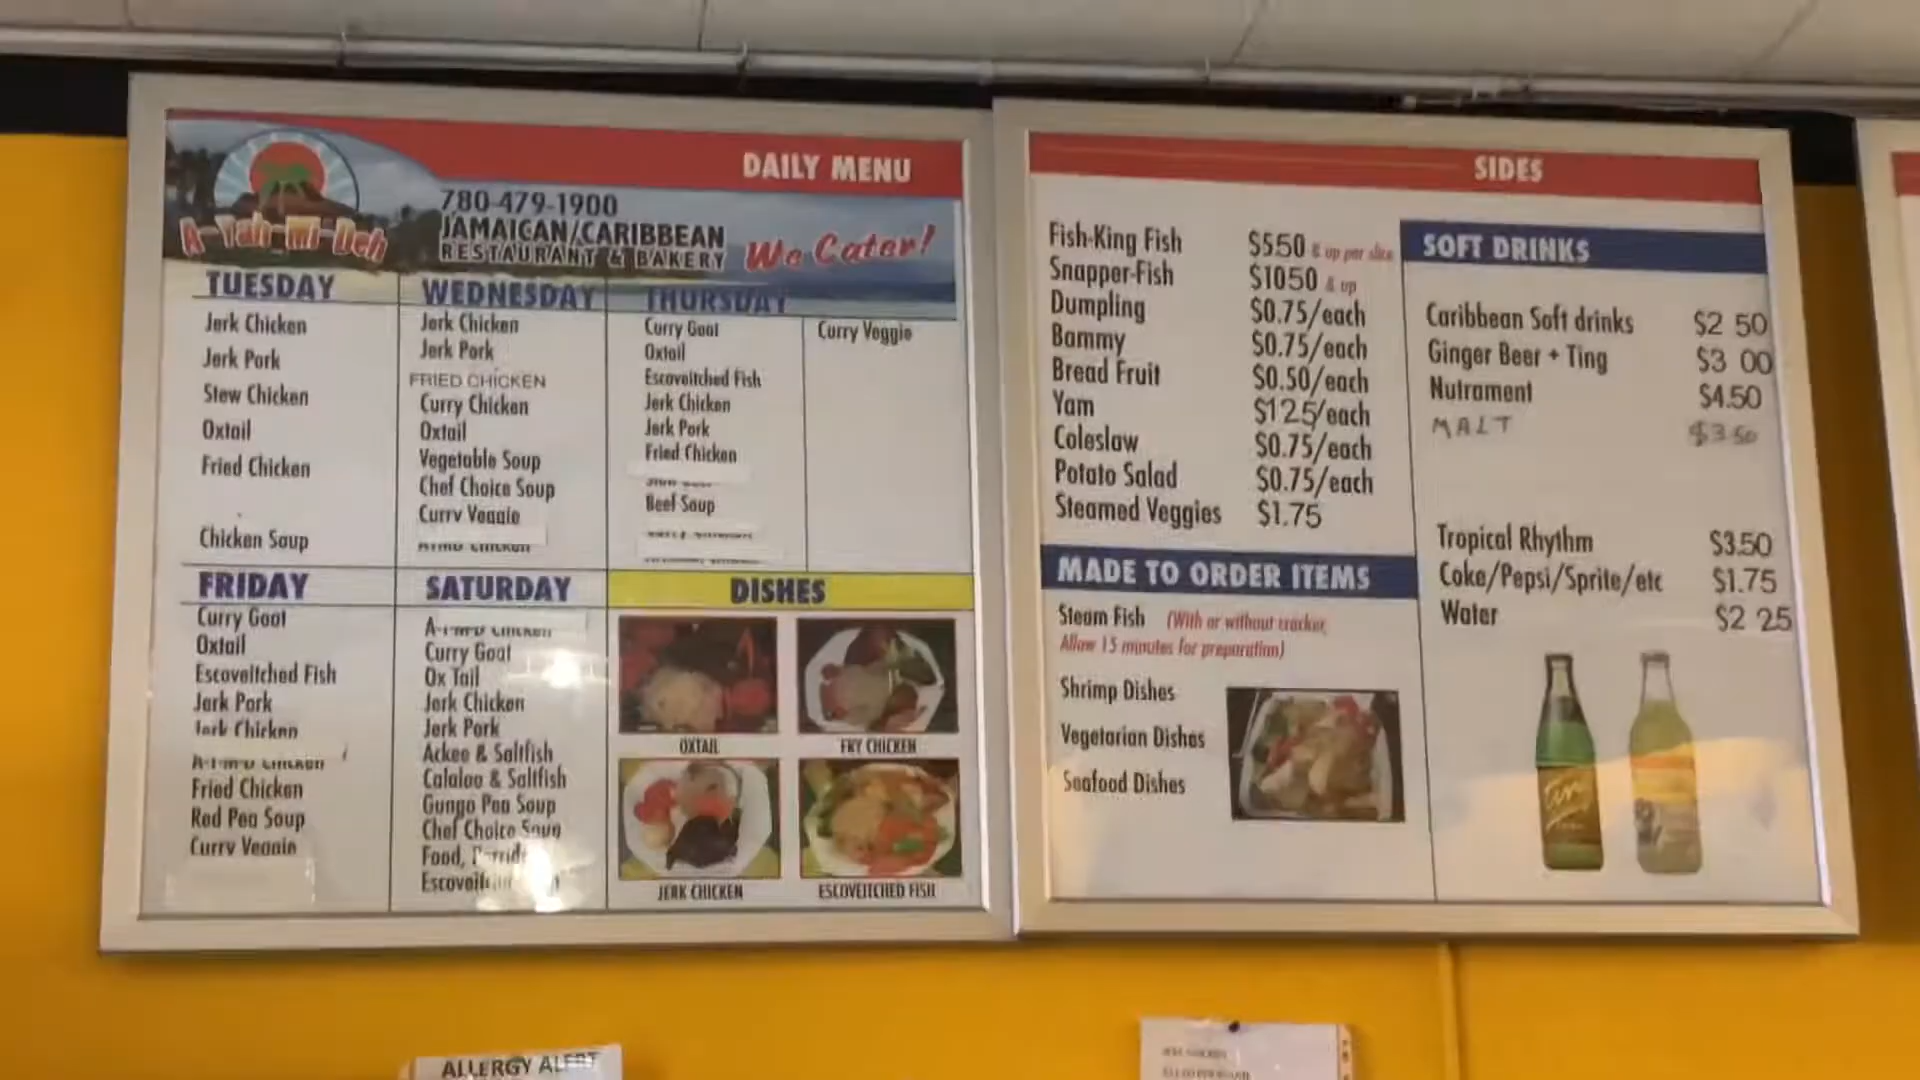 A-Yah-Mi-Deh
DAILY MENU
780-479-1900
JAMAICAN/CARIBBEAN
RESTAURANT & BAKERY
We Cater!
TUESDAY
Jerk Chicken
Jerk Pork
Stew Chicken
Oxtail
Fried Chicken
Chicken Soup
WEDNESDAY
Jerk Chicken
Jerk Pork
FRIED CHICKEN
Curry Chicken
Oxtail
Vegetable Soup
Chef Choice Soup
Curry Veggie
THURSDAY
Curry Goat
Oxtail
Escoveitched Fish
Jerk Chicken
Jerk Pork
Fried Chicken
Beef Soup
Curry Veggie
FRIDAY
Curry Goat
Oxtail
Escoveitched Fish
Jerk Pork
Jerk Chicken
Fried Chicken
Red Pea Soup
Curry Veggie
SATURDAY
Curry Goat
Ox Tail
Jerk Chicken
Jerk Pork
Ackee & Saltfish
Calaloo & Saltfish
Gungo Pea Soup
Chef Choice Soup
Food,
DISHES
OXTAIL
FRY CHICKEN
JERK CHICKEN
ESCOVEITCHED FISH
SIDES
Fish-King Fish $5.50 & up per slice
Snapper-Fish $1050 & up
Dumpling $0.75/each
Bammy $0.75/each
Bread Fruit $0.50/each
Yam $1.25/each
Coleslaw $0.75/each
Potato Salad $0.75/each
Steamed Veggies $1.75
MADE TO ORDER ITEMS
Steam Fish (With or without cracker,
Allow 15 minutes for preparation)
Shrimp Dishes
Vegetarian Dishes
Seafood Dishes
SOFT DRINKS
Caribbean Soft drinks $2 50
Ginger Beer + Ting $3 00
Nutrament $4.50
MALT $3.50
Tropical Rhythm $3.50
Coke/Pepsi/Sprite/etc $1.75
Water $2 25
Ting
ALLERGY ALERT